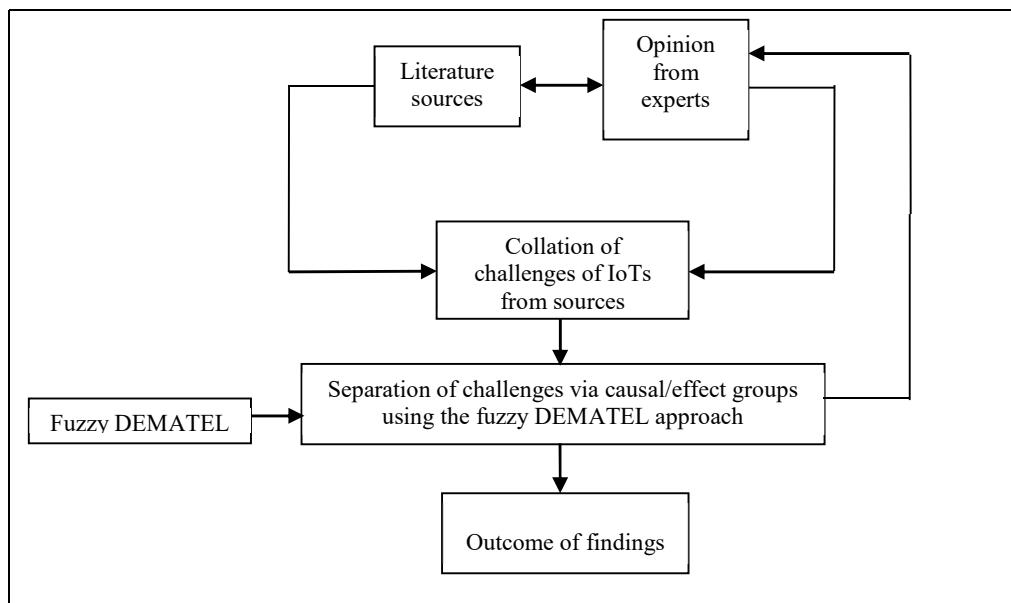 Literature
sources
Opinion
from
experts
Collation of
challenges of IoTs
from sources
Separation of challenges via causal/effect groups
using the fuzzy DEMATEL approach
Fuzzy DEMATEL
Outcome of findings